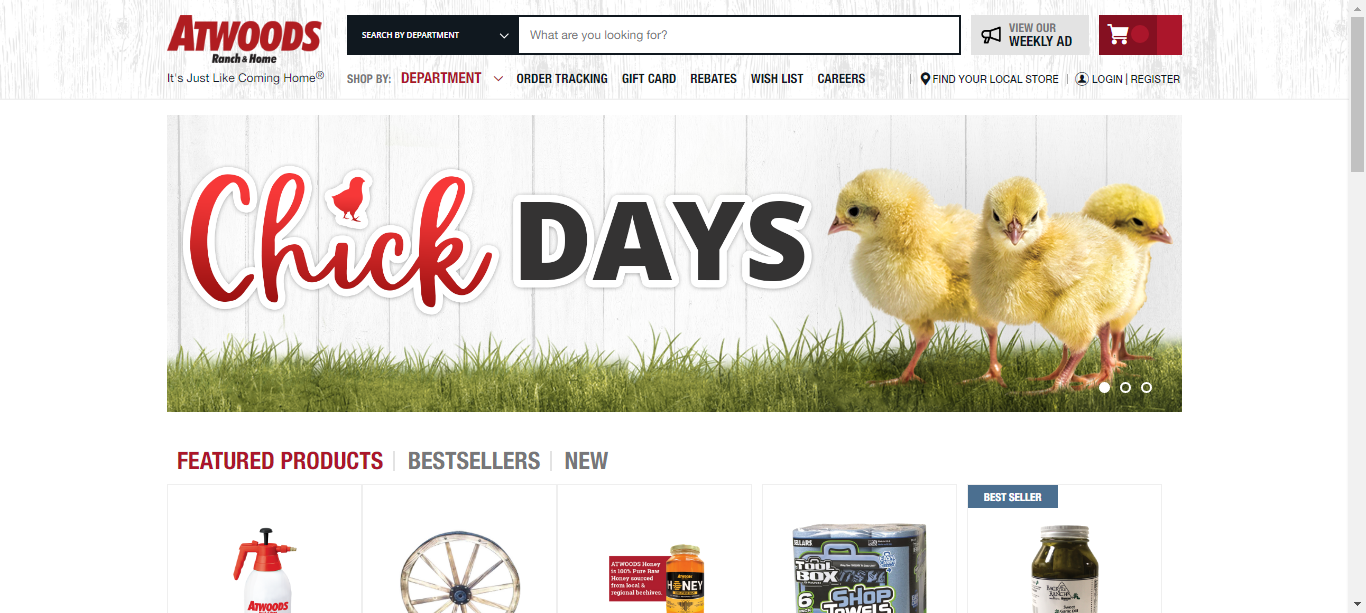 ATWOODS
Ranch & Home
It's Just Like Coming Home®
SEARCH BY DEPARTMENT
What are you looking for?
VIEW OUR
WEEKLY AD
SHOP BY: DEPARTMENT ORDER TRACKING GIFT CARD REBATES WISH LIST CAREERS
FIND YOUR LOCAL STORE | LOGIN | REGISTER
Chick DAYS
FEATURED PRODUCTS | BESTSELLERS | NEW
BEST SELLER
ATWOODS
ATWOODS Honey
is 100% Pure Raw
Honey sourced
from local &
regional beehives.
ATWOODS
HONEY
SELLARS
TOOL
BOX
6
SHOP
TOWELS